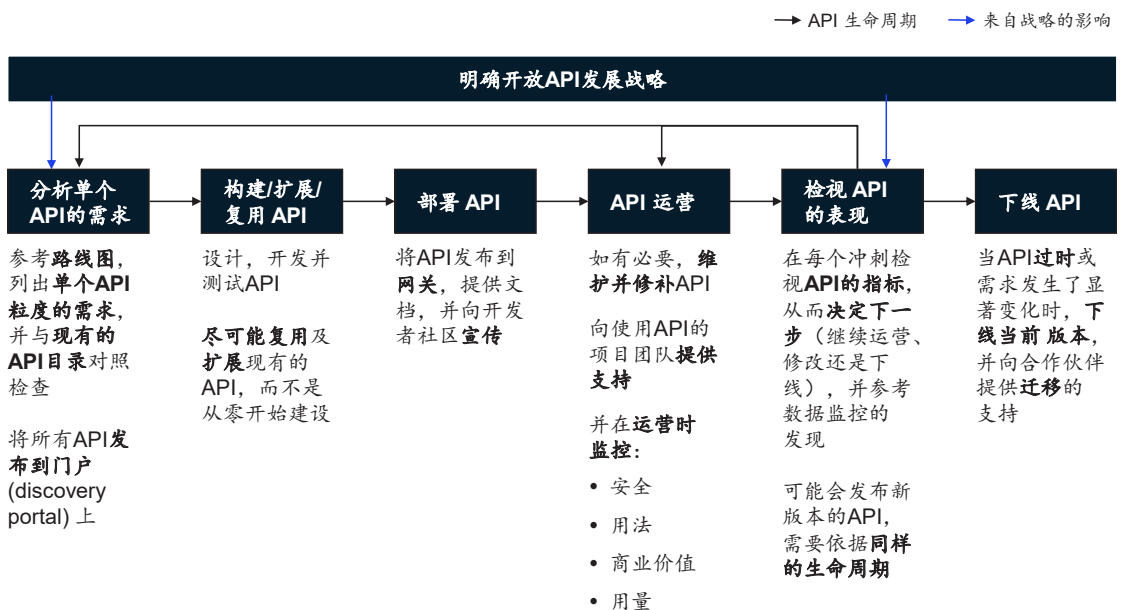 API 生命周期
来自战略的影响
明确开放API发展战略
分析单个
API的需求
构建/扩展/
复用 API
部署 API
API 运营
检视 API
的表现
下线 API
参考路线图，
列出单个API
粒度的需求，
并与现有的
API目录对照
检查
将所有API发
布到门户
(discovery
portal) 上
设计，开发并
测试API
尽可能复用及
扩展现有的
API，而不是
从零开始建设
将API发布到
网关，提供文
档，并向开发
者社区宣传
如有必要，维
护并修补API
向使用API的
项目团队提供
支持
并在运营时
监控：
• 安全
• 用法
• 商业价值
• 用量
在每个冲刺检
视API的指标，
从而决定下一
步（继续运营、
修改还是下
线），并参考
数据监控的
发现
可能会发布新
版本的API，
需要依据同样
的生命周期
当API过时或
需求发生了显
著变化时，下
线当前 版本，
并向合作伙伴
提供迁移的
支持